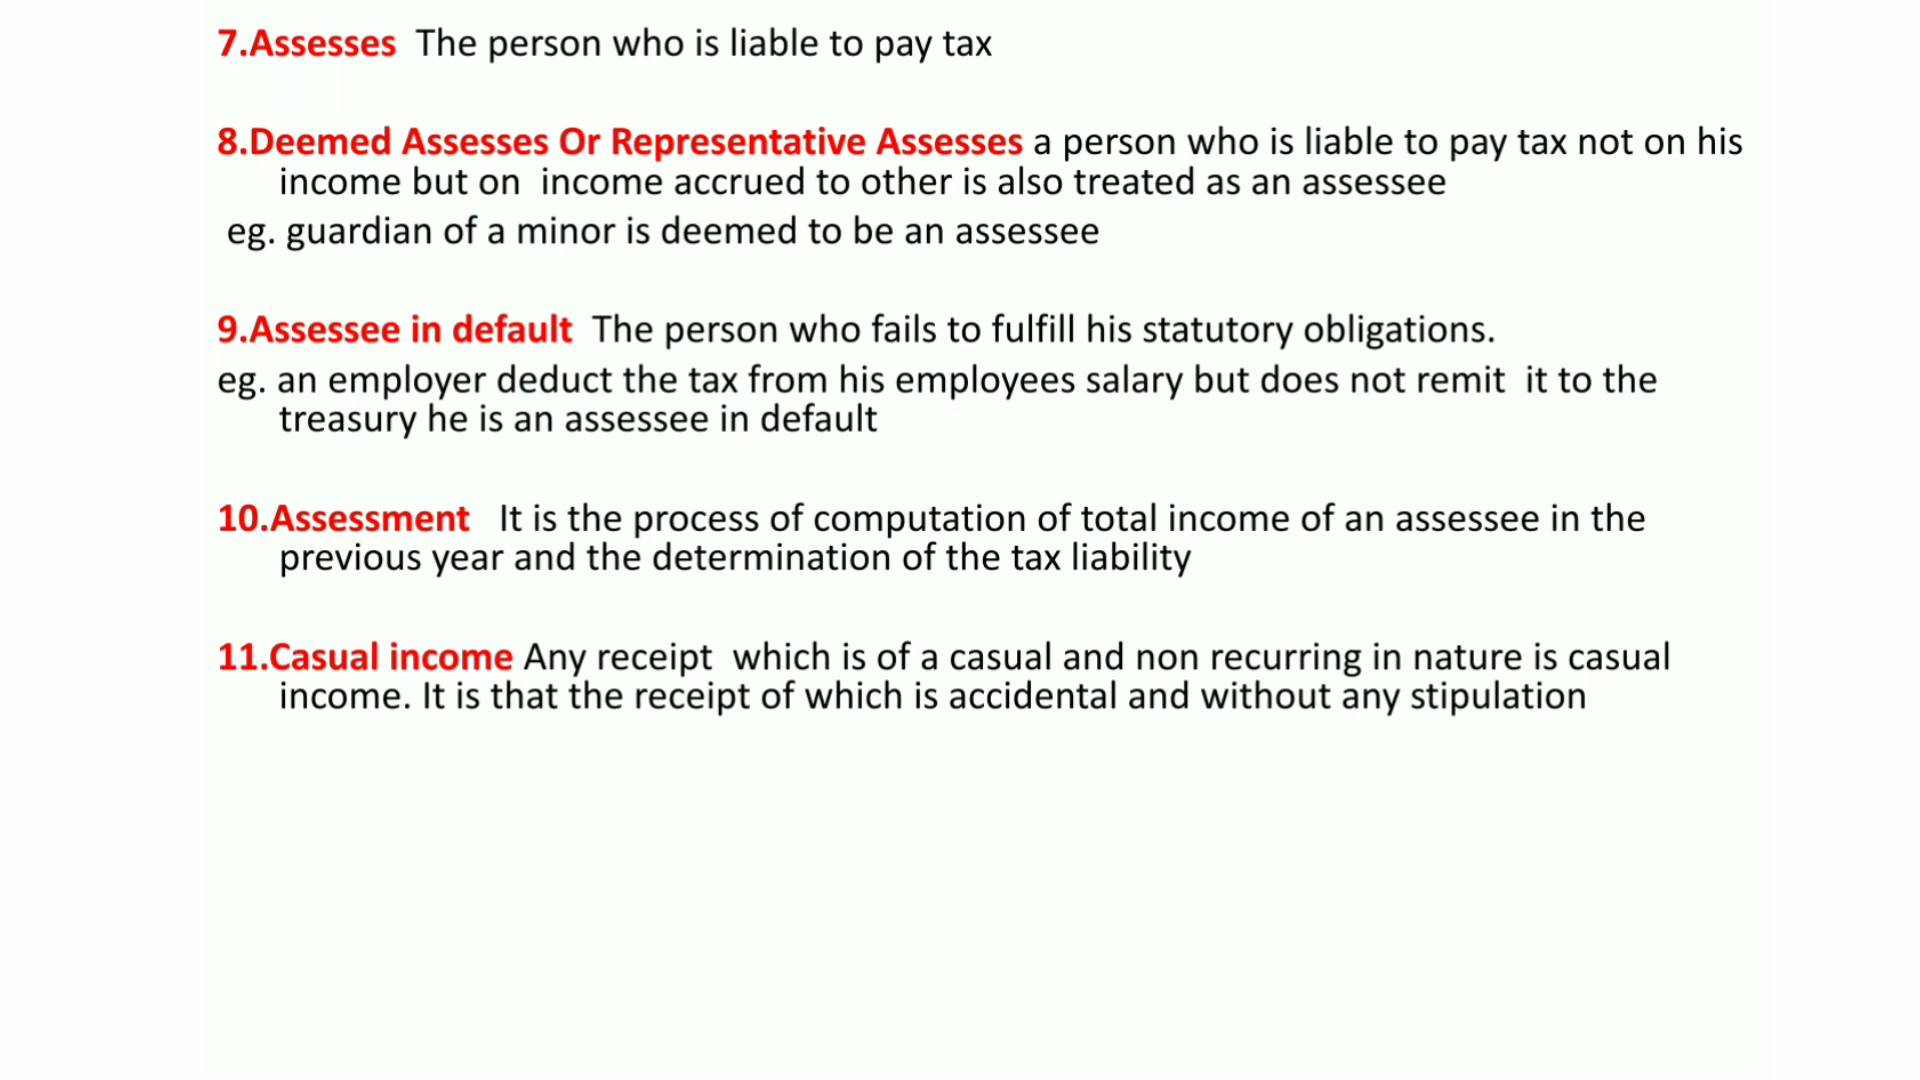 7.Assesses The person who is liable to pay tax
8.Deemed Assesses Or Representative Assesses a person who is liable to pay tax not on his
income but on income accrued to other is also treated as an assessee
eg. guardian of a minor is deemed to be an assessee
9.Assessee in default The person who fails to fulfill his statutory obligations.
eg. an employer deduct the tax from his employees salary but does not remit it to the
treasury he is an assessee in default
10.Assessment It is the process of computation of total income of an assessee in the
previous year and the determination of the tax liability
11.Casual income Any receipt which is of a casual and non recurring in nature is casual
income. It is that the receipt of which is accidental and without any stipulation